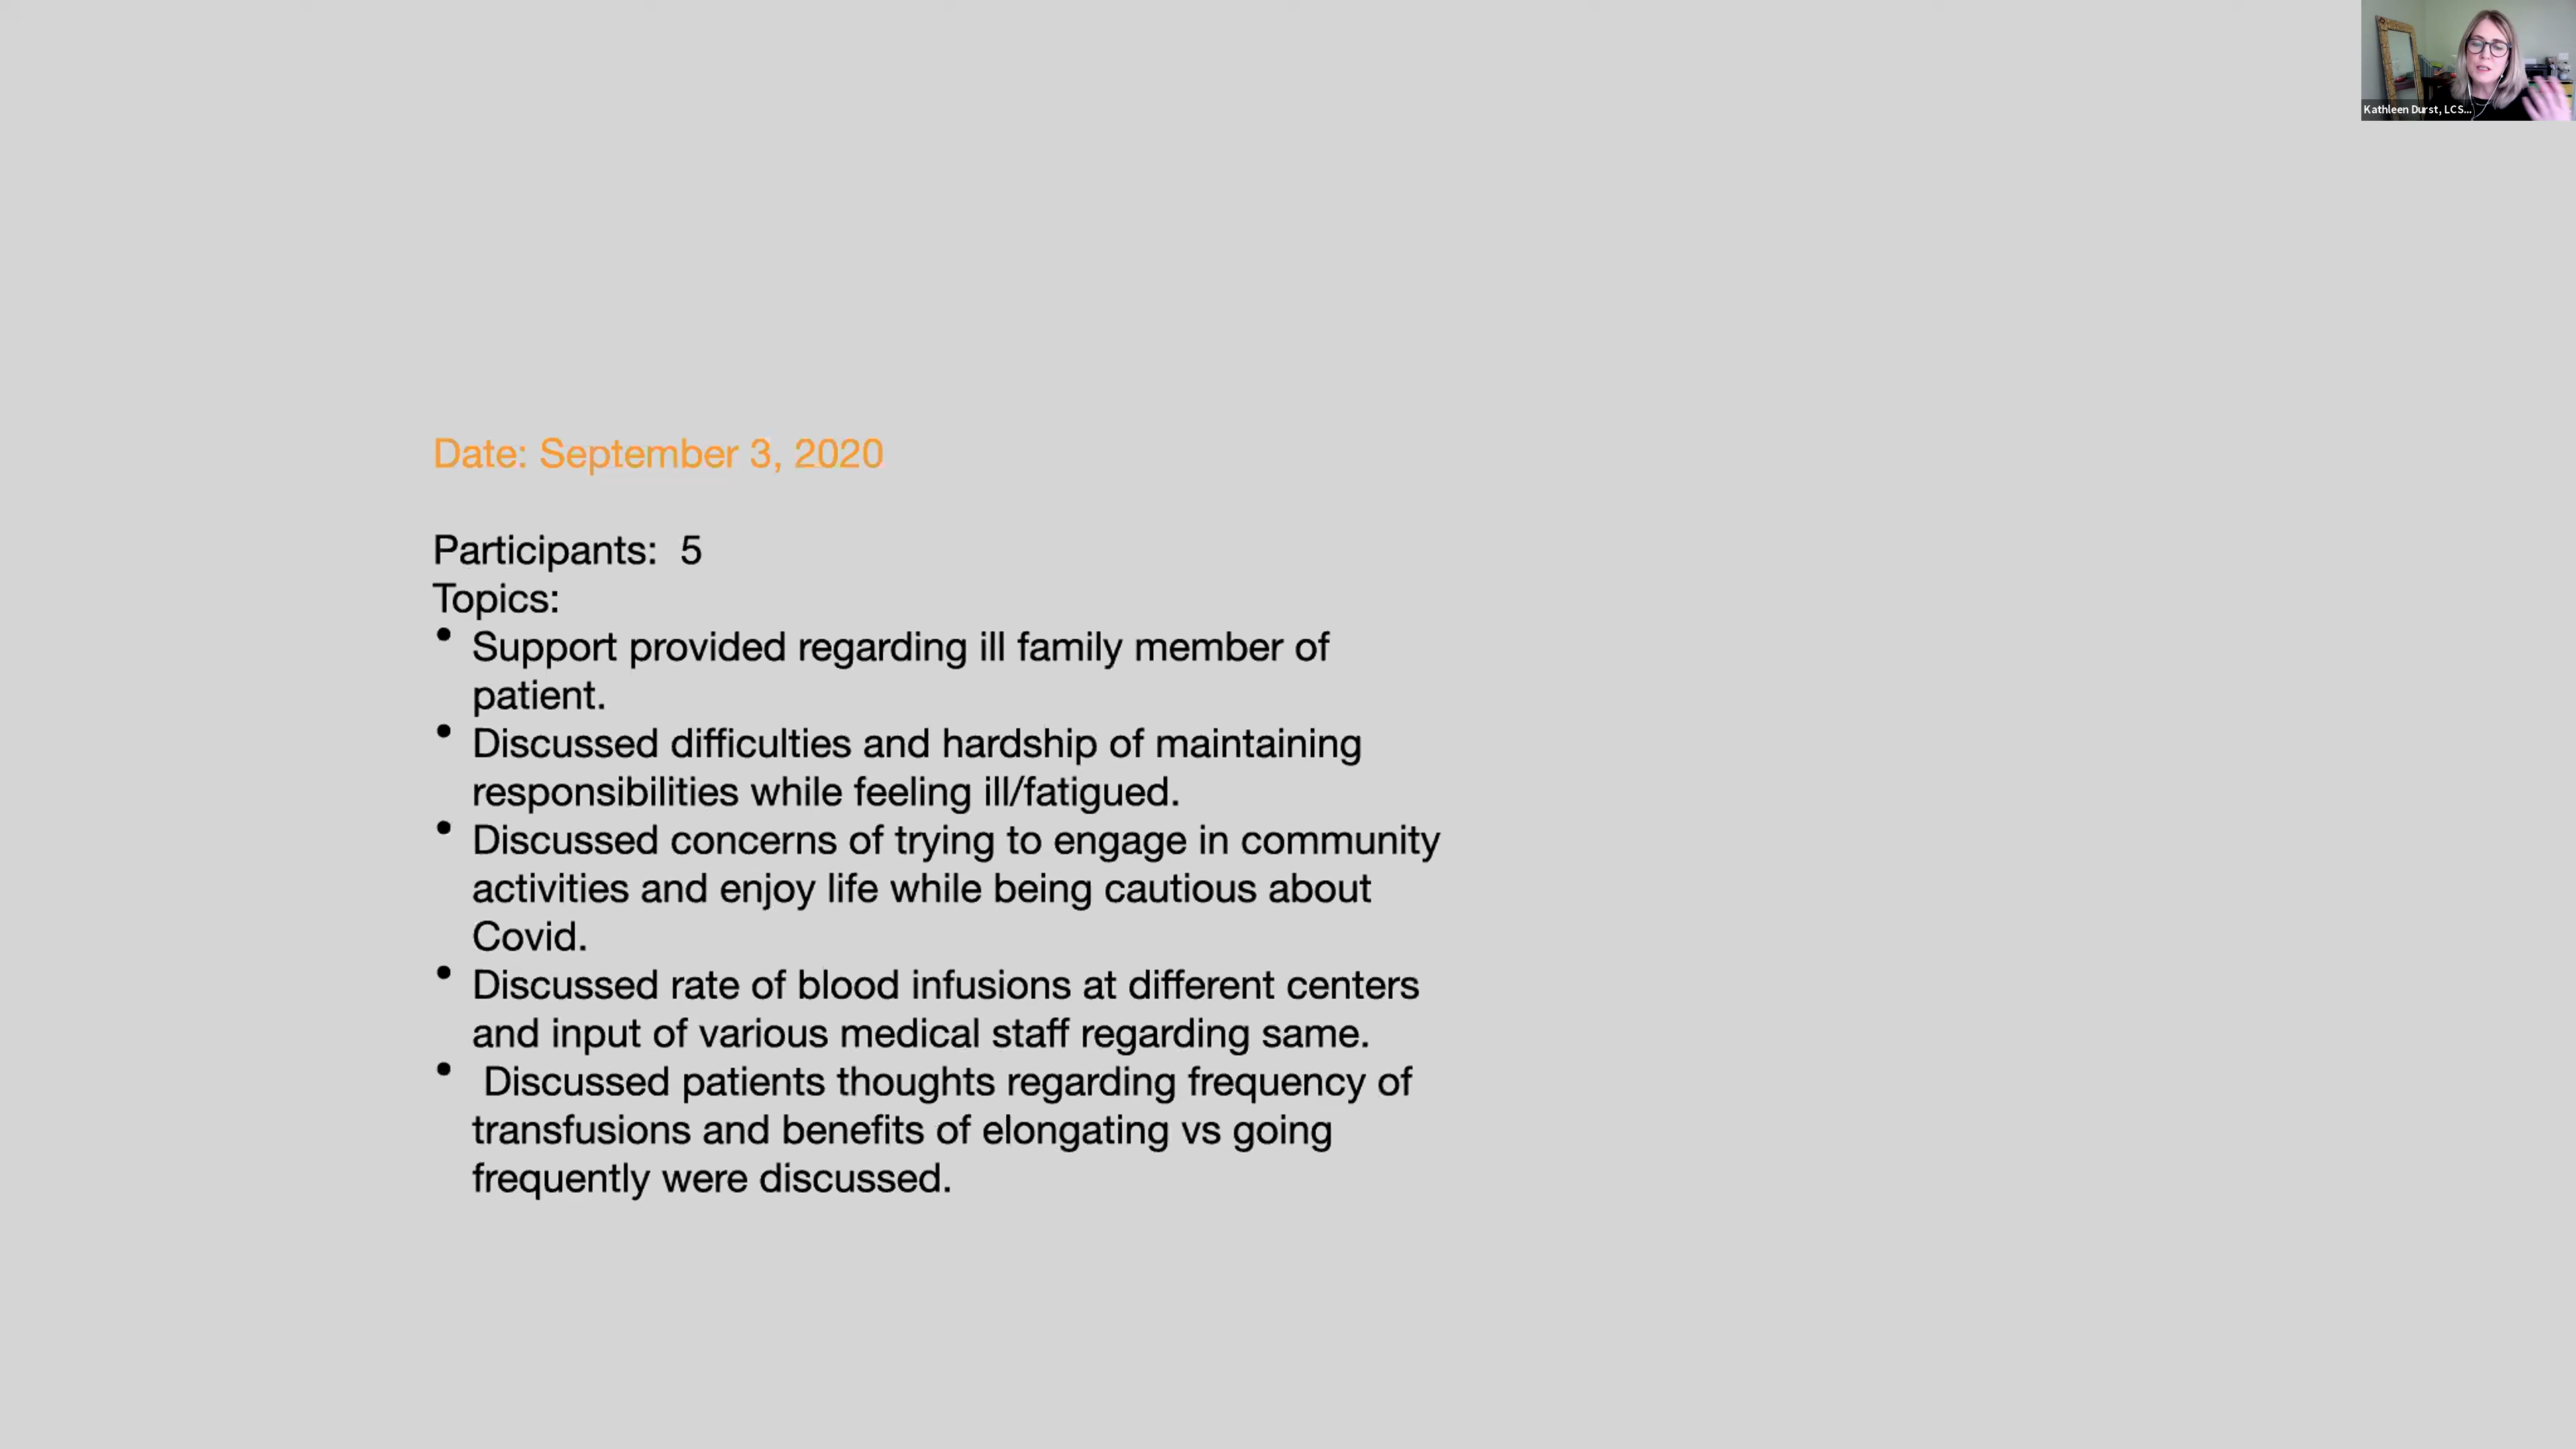 Kathleen Durst, LCS...
Date: September 3, 2020
Participants:  5
Topics:
• Support provided regarding ill family member of
patient.
• Discussed difficulties and hardship of maintaining
responsibilities while feeling ill/fatigued.
• Discussed concerns of trying to engage in community
activities and enjoy life while being cautious about
Covid.
• Discussed rate of blood infusions at different centers
and input of various medical staff regarding same.
• Discussed patients thoughts regarding frequency of
transfusions and benefits of elongating vs going
frequently were discussed.